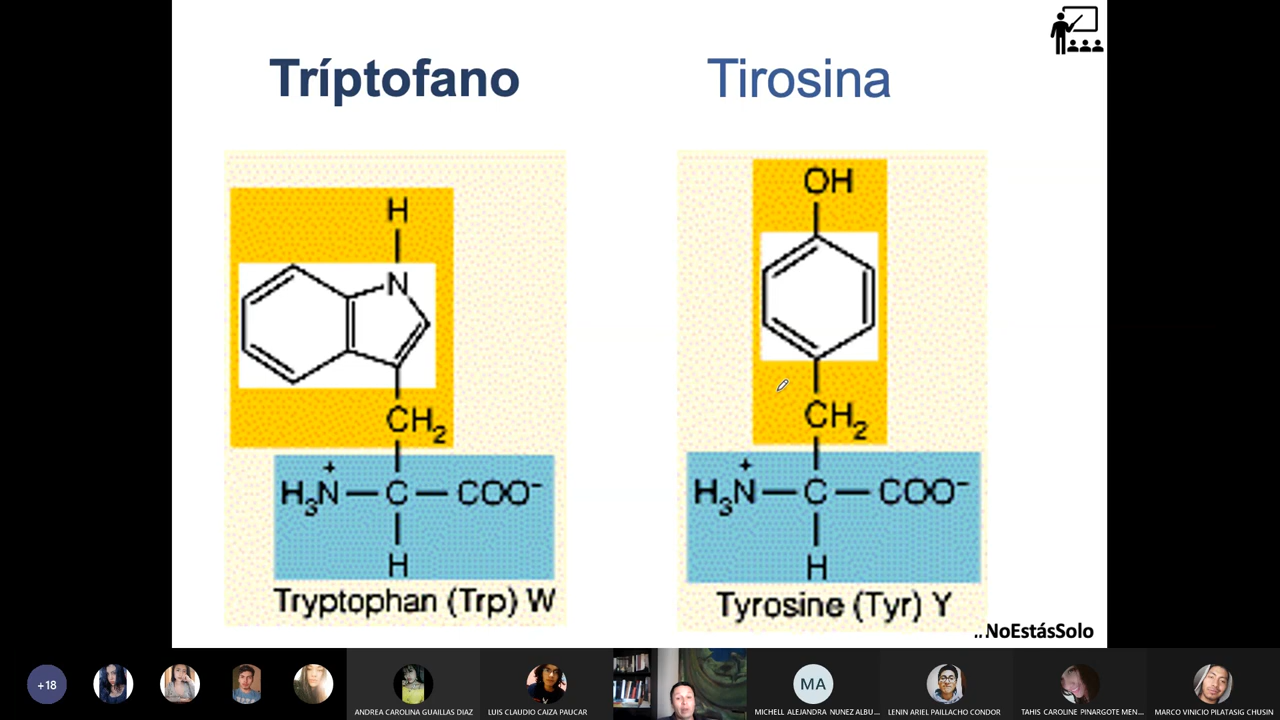 Tríptofano
Tirosina
H
N
CH2
H3N+ — C — COO-
H
Tryptophan (Trp) W
OH
CH2
H3N+ — C — COO-
H
Tyrosine (Tyr) Y
NoEstásSolo
+18
ANDREA CAROLINA GUAILLAS DIAZ
LUIS CLAUDIO CAIZA PAUCAR
MA
MICHELL ALEJANDRA NUNEZ ALBU...
LENIN ARIEL PAILLACHO CONDOR
TAHIS CAROLINE PINARGOTE MEN...
MARCO VINICIO PILATASIG CHUSIN